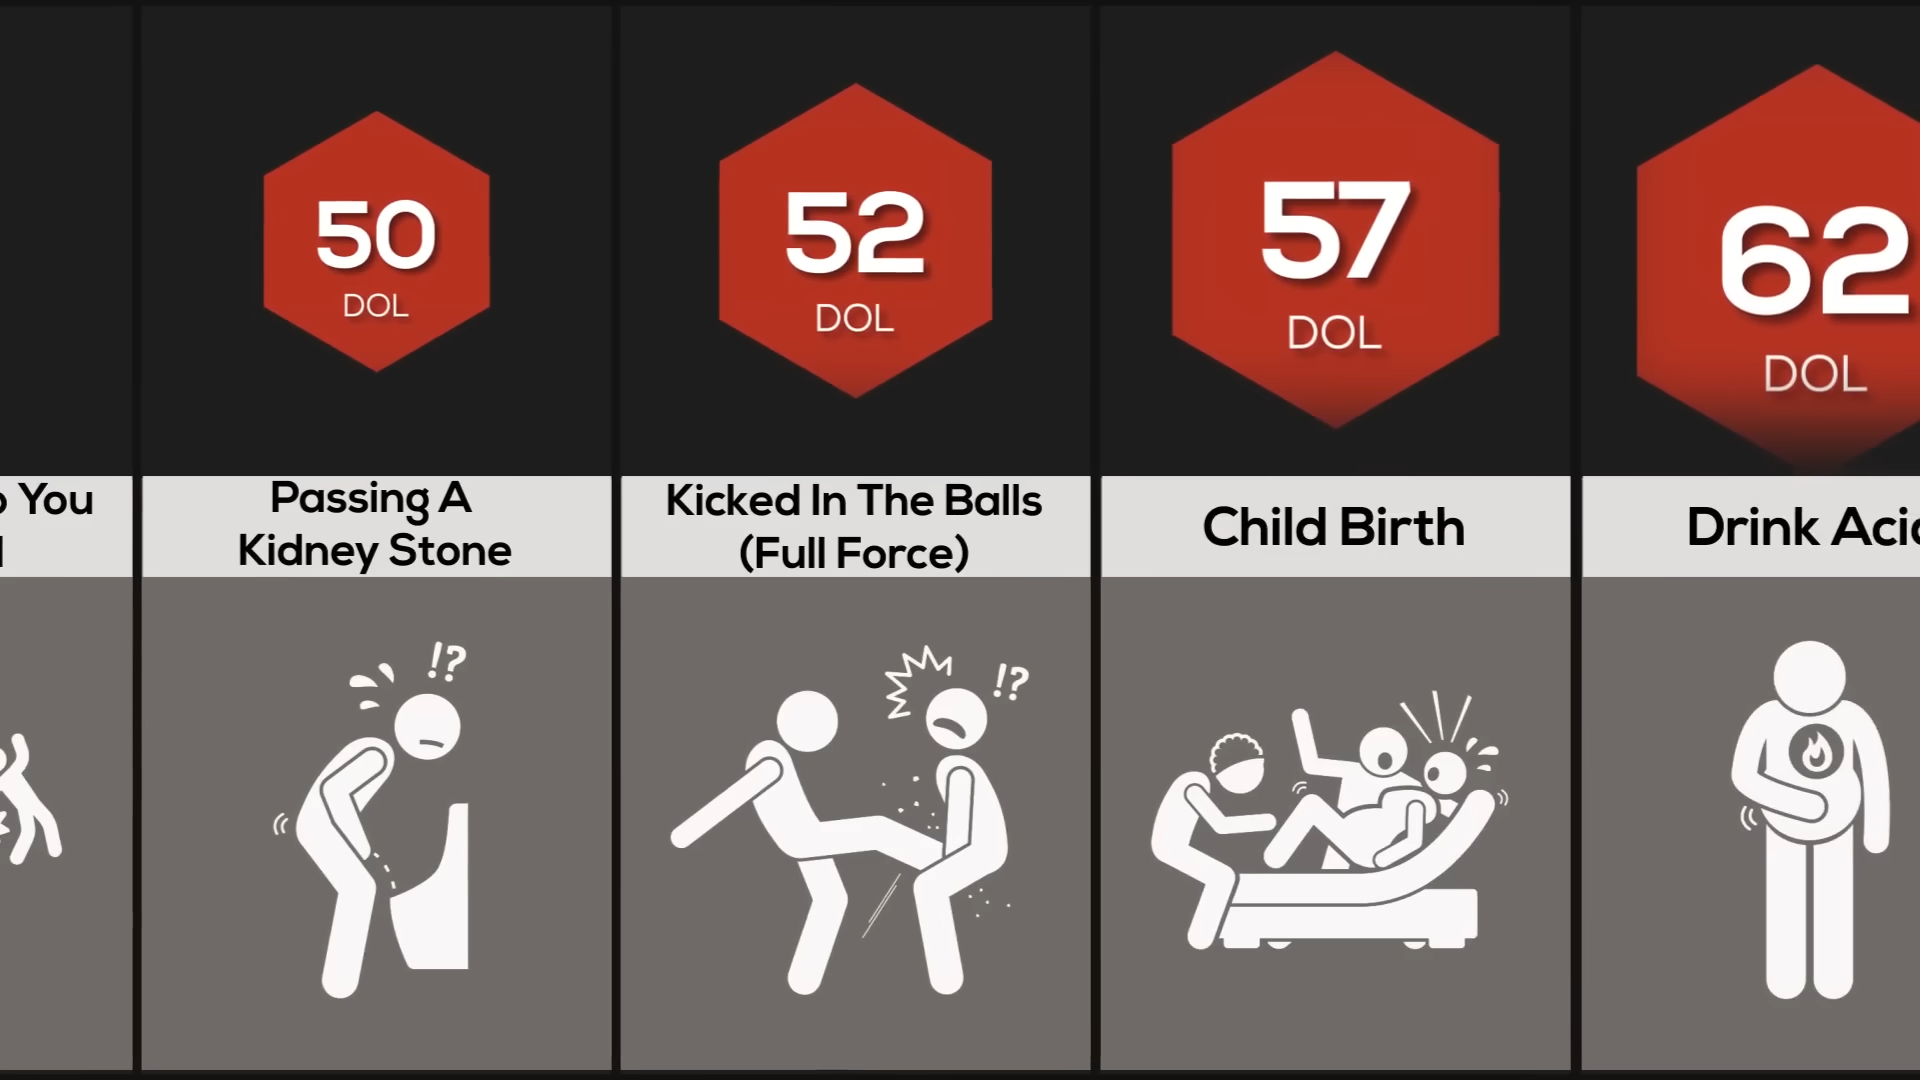 You
50
DOL
Passing A
Kidney Stone
!?
52
DOL
Kicked In The Balls
(Full Force)
!?
57
DOL
Child Birth
62
DOL
Drink